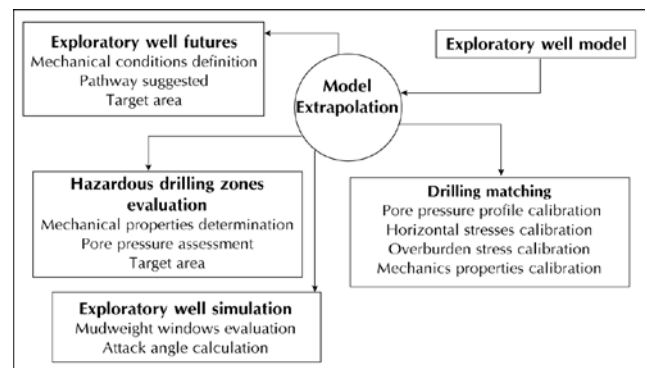 Exploratory well futures
Mechanical conditions definition
Pathway suggested
Target area
Exploratory well model
Model
Extrapolation
Hazardous drilling zones
evaluation
Mechanical properties determination
Pore pressure assessment
Target area
Drilling matching
Pore pressure profile calibration
Horizontal stresses calibration
Overburden stress calibration
Mechanics properties calibration
Exploratory well simulation
Mudweight windows evaluation
Attack angle calculation